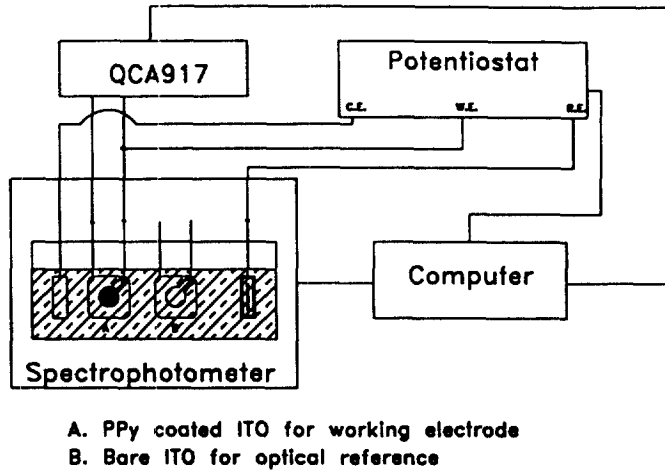 QCA917
Potentiostat
C.E. W.E. R.E.
Computer
A B
Spectrophotometer
A. PPy coated ITO for working electrode
B. Bare ITO for optical reference